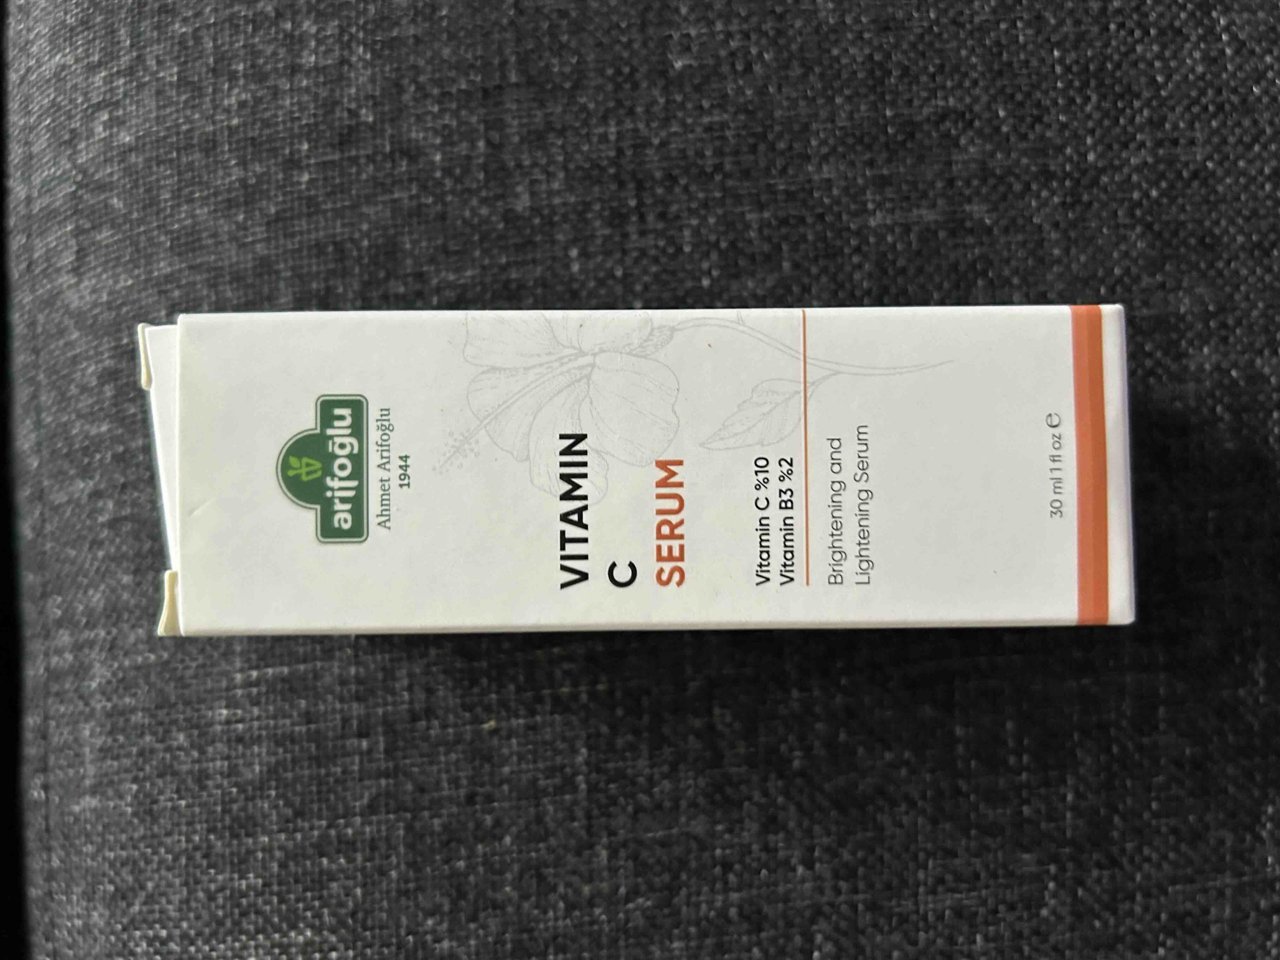 arifoğlu
Ahmet Arifoğlu
1944
VITAMIN
C
SERUM
Vitamin C %10
Vitamin B3 %2
Brightening and
Lightening Serum
30 ml 1 fl oz ℮